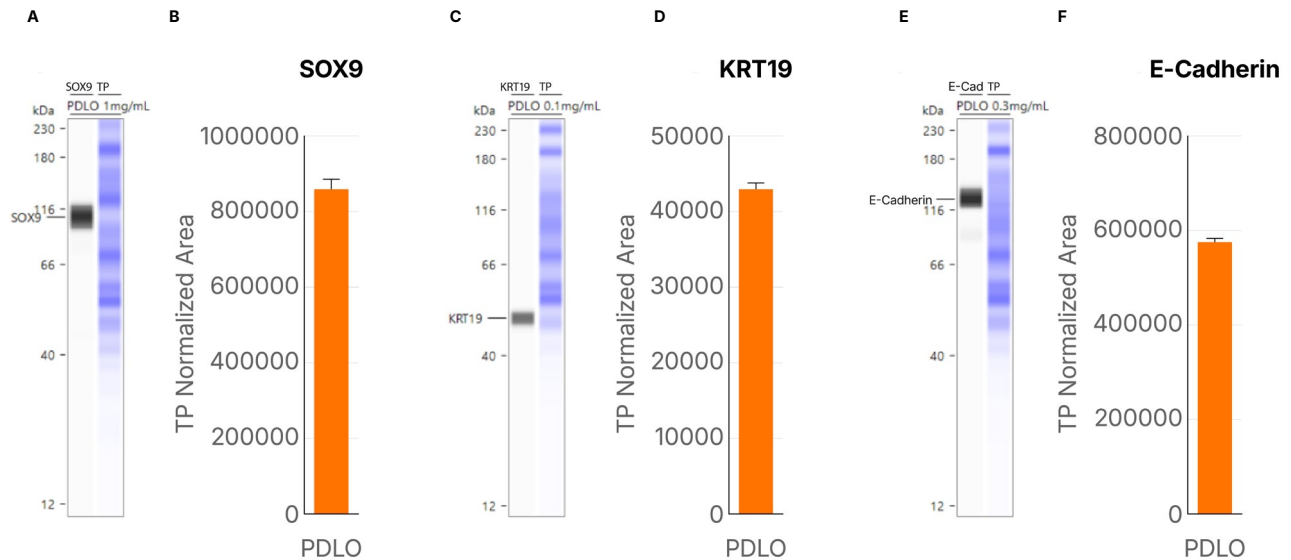 A
SOX9 TP
PDLO 1mg/mL
kDa
230
180
116
SOX9
66
40
12
B
SOX9
TP Normalized Area
1000000
800000
600000
400000
200000
0
PDLO
C
KRT19 TP
PDLO 0.1mg/mL
kDa
230
180
116
66
KRT19
40
12
D
KRT19
TP Normalized Area
50000
40000
30000
20000
10000
0
PDLO
E
E-Cad TP
PDLO 0.3mg/mL
kDa
230
180
E-Cadherin
116
66
40
12
F
E-Cadherin
TP Normalized Area
800000
600000
400000
200000
0
PDLO